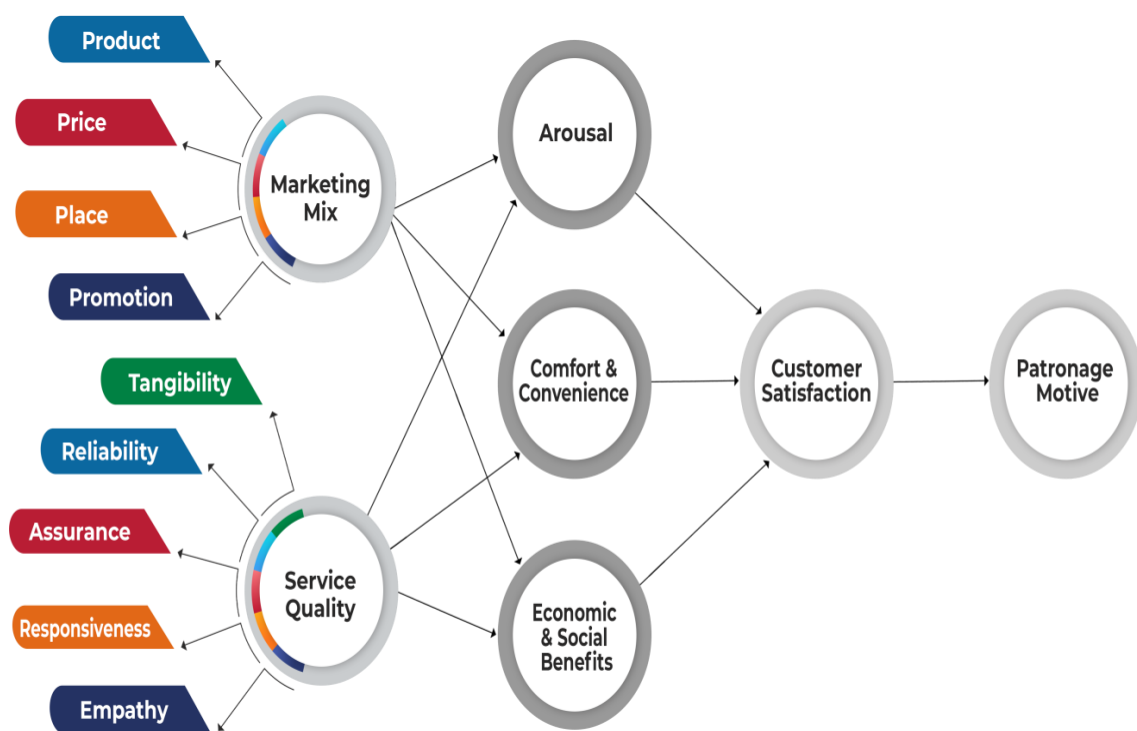 Product
Price
Place
Promotion
Marketing
Mix
Tangibility
Reliability
Assurance
Responsiveness
Empathy
Service
Quality
Arousal
Comfort &
Convenience
Economic
& Social
Benefits
Customer
Satisfaction
Patronage
Motive